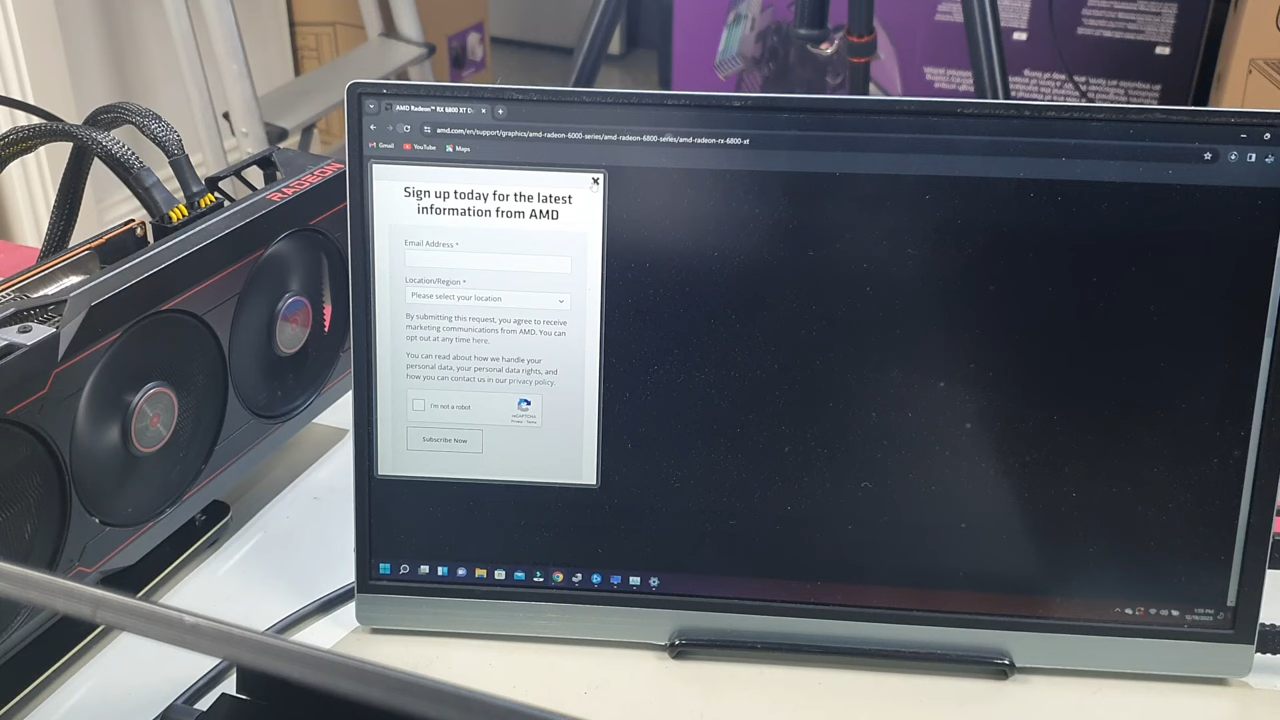 RADEON
AMD Radeon™ RX 6800 XT D
amd.com/en/support/graphics/amd-radeon-6000-series/amd-radeon-6800-series/amd-radeon-rx-6800-xt
Gmail YouTube Maps
Sign up today for the latest
information from AMD
Email Address *
Location/Region *
Please select your location
By submitting this request, you agree to receive
marketing communications from AMD. You can
opt out at any time here.
You can read about how we handle your
personal data, your personal data rights, and
how you can contact us in our privacy policy.
I'm not a robot
reCAPTCHA
Privacy - Terms
Subscribe Now